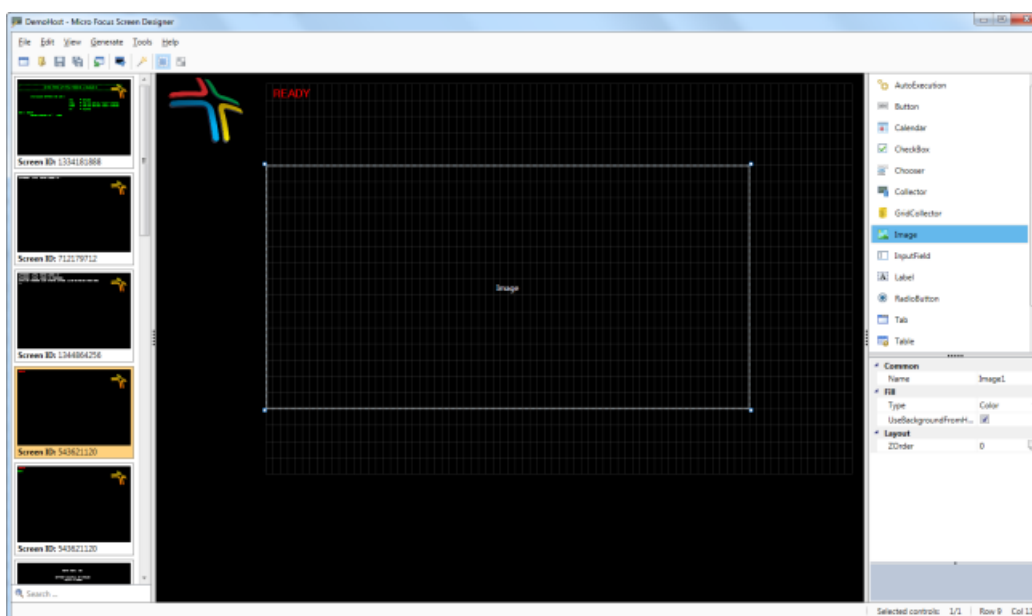 DemoHost - Micro Focus Screen Designer
File Edit View Generate Tools Help
Screen ID: 1334181868
Screen ID: 712179712
Screen ID: 1344864256
Screen ID: 543621120
Screen ID: 543621120
Search...
READY
Image
AutoExecution
Button
Calendar
CheckBox
Chooser
Collector
GridCollector
Image
InputField
Label
RadioButton
Tab
Table
Common
Name Image1
Fill
Type Color
UseBackgroundFromH...
Layout
ZOrder 0
Selected controls: 1/1 Row 9